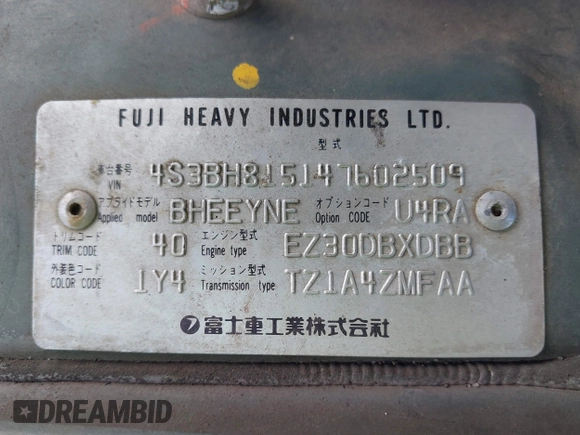 FUJI HEAVY INDUSTRIES LTD.
型式
車台番号 VIN 4S3BH815147602509
アプライドモデル Applied model BHEEYNE オプションコード Option CODE U4RA
トリムコード TRIM CODE 40 エンジン型式 Engine type EZ30DBXDBB
外装色コード COLOR CODE 1Y4 ミッション型式 Transmission type TZ1A4ZMFAA
富士重工業株式会社
DREAMBID